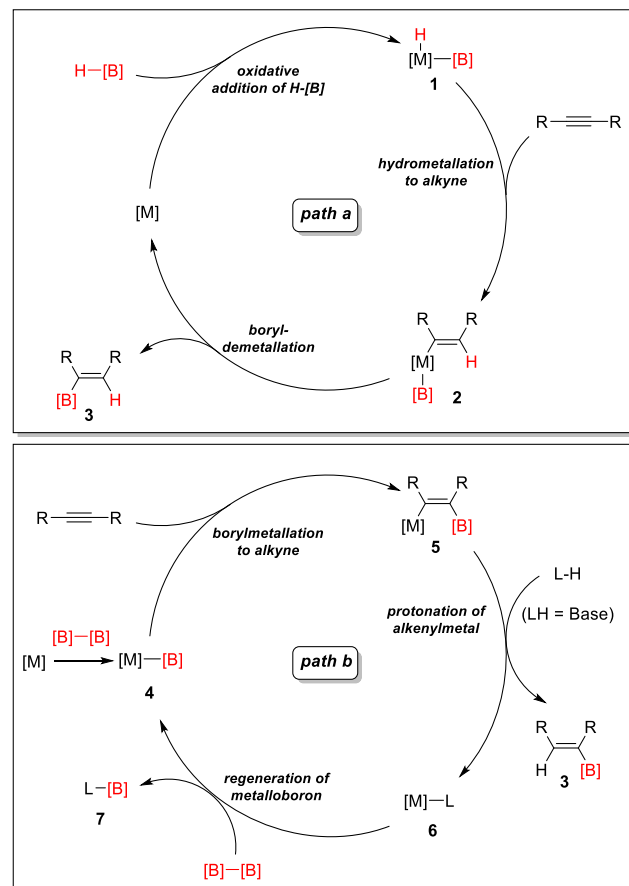 H
H–[B]
[M]–[B]
oxidative
addition of H-[B]
1
R
R
hydrometallation
to alkyne
path a
[M]
R
R
boryl-
demetallation
[M]
H
R
R
[B]
2
[B]
H
3
R
R
R
R
borylmetallation
to alkyne
[M]
[B]
5
L-H
protonation of
alkenylmetal
(LH = Base)
[B]–[B]
[M]
[M]–[B]
path b
4
R
R
regeneration of
metalloboron
H
[B]
L–[B]
[M]–L
3
7
6
[B]–[B]